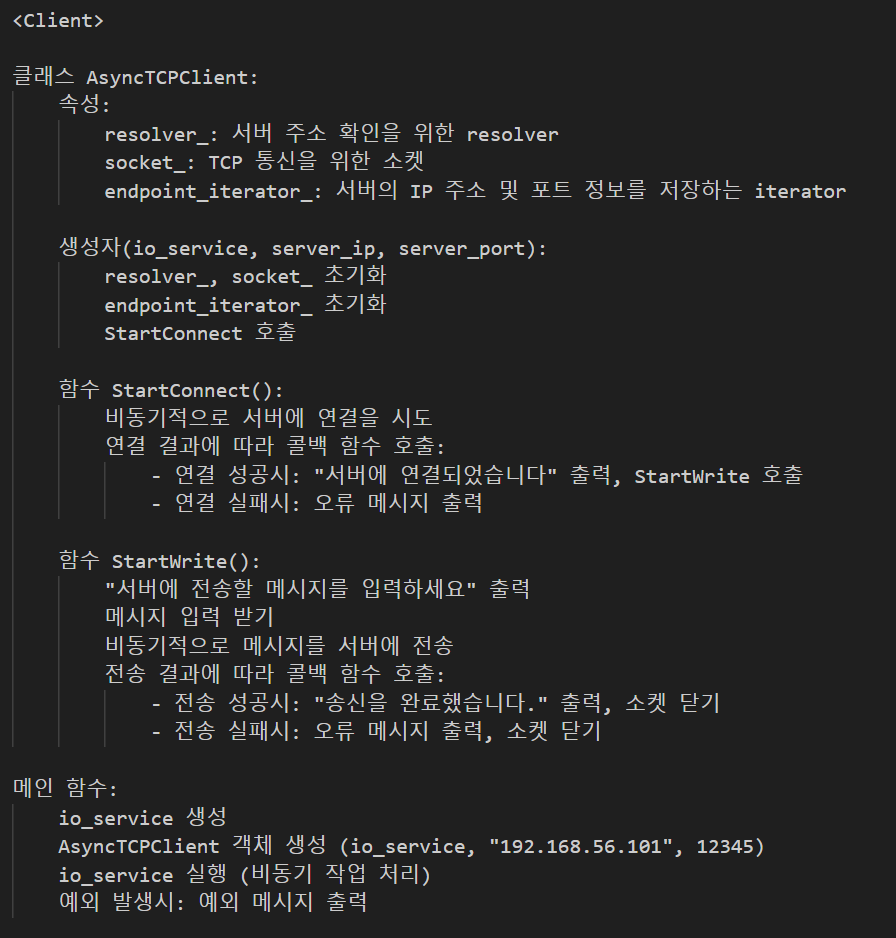 <Client>
클래스 AsyncTCPClient:
속성:
resolver_: 서버 주소 확인을 위한 resolver
socket_: TCP 통신을 위한 소켓
endpoint_iterator_: 서버의 IP 주소 및 포트 정보를 저장하는 iterator
생성자(io_service, server_ip, server_port):
resolver_, socket_ 초기화
endpoint_iterator_ 초기화
StartConnect 호출
함수 StartConnect():
비동기적으로 서버에 연결을 시도
연결 결과에 따라 콜백 함수 호출:
- 연결 성공시: "서버에 연결되었습니다" 출력, StartWrite 호출
- 연결 실패시: 오류 메시지 출력
함수 StartWrite():
"서버에 전송할 메시지를 입력하세요" 출력
메시지 입력 받기
비동기적으로 메시지를 서버에 전송
전송 결과에 따라 콜백 함수 호출:
- 전송 성공시: "송신을 완료했습니다." 출력, 소켓 닫기
- 전송 실패시: 오류 메시지 출력, 소켓 닫기
메인 함수:
io_service 생성
AsyncTCPClient 객체 생성 (io_service, "192.168.56.101", 12345)
io_service 실행 (비동기 작업 처리)
예외 발생시: 예외 메시지 출력